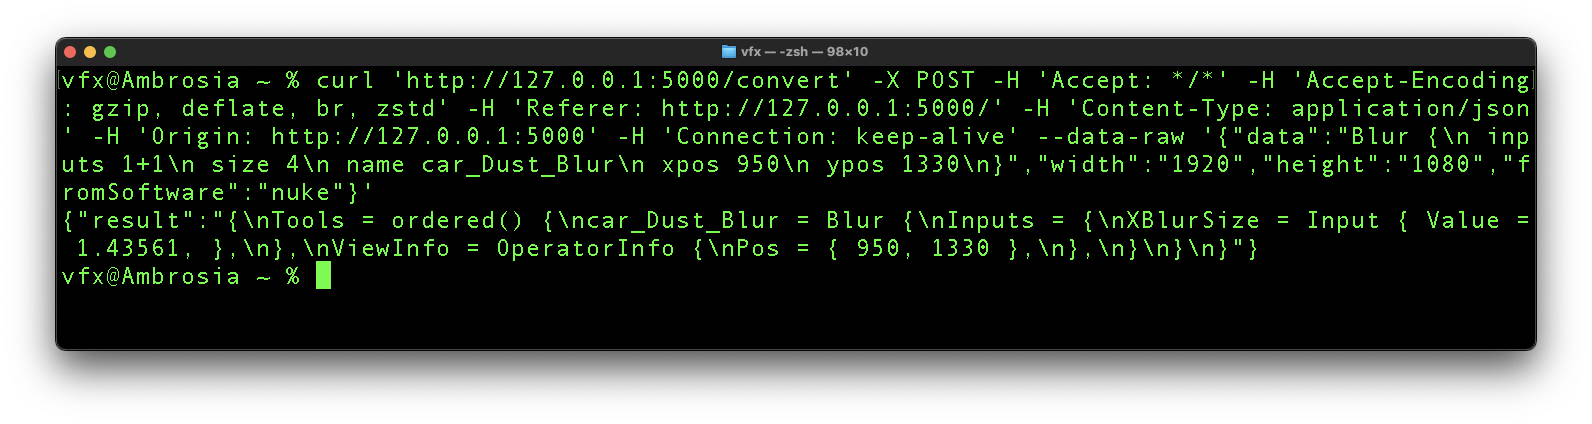 vfx — -zsh — 98×10
vfx@Ambrosia ~ % curl 'http://127.0.0.1:5000/convert' -X POST -H 'Accept: */*' -H 'Accept-Encoding
: gzip, deflate, br, zstd' -H 'Referer: http://127.0.0.1:5000/' -H 'Content-Type: application/json
' -H 'Origin: http://127.0.0.1:5000' -H 'Connection: keep-alive' --data-raw '{"data":"Blur {\n inp
uts 1+1\n size 4\n name car_Dust_Blur\n xpos 950\n ypos 1330\n}","width":"1920","height":"1080","f
romSoftware":"nuke"}'
{"result":"{\nTools = ordered() {\ncar_Dust_Blur = Blur {\nInputs = {\nXBlurSize = Input { Value =
 1.43561, },\n},\nViewInfo = OperatorInfo {\nPos = { 950, 1330 },\n},\n}\n}\n}"}
vfx@Ambrosia ~ %